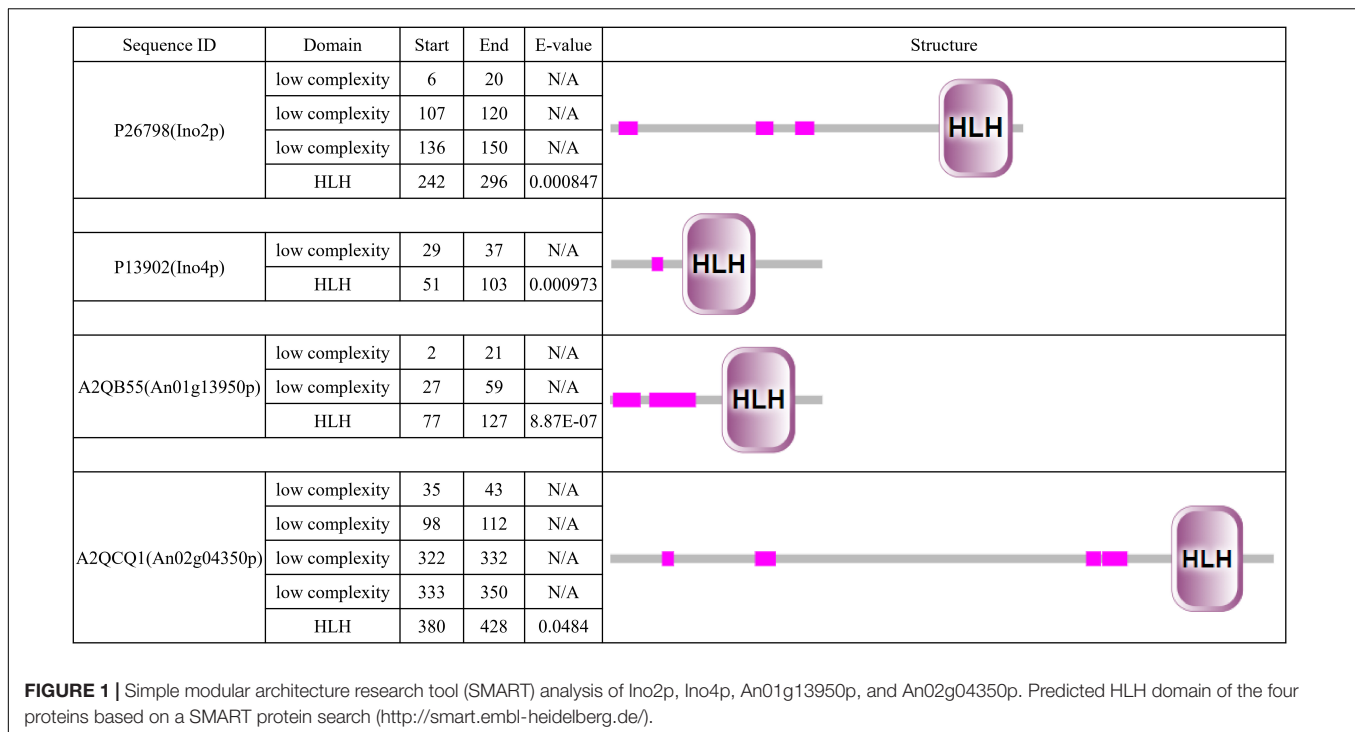 Sequence ID Domain Start End E-value Structure
P26798(Ino2p)
low complexity 6 20 N/A
low complexity 107 120 N/A
low complexity 136 150 N/A
HLH 242 296 0.000847
HLH
P13902(Ino4p)
low complexity 29 37 N/A
HLH 51 103 0.000973
HLH
A2QB55(An01g13950p)
low complexity 2 21 N/A
low complexity 27 59 N/A
HLH 77 127 8.87E-07
HLH
A2QCQ1(An02g04350p)
low complexity 35 43 N/A
low complexity 98 112 N/A
low complexity 322 332 N/A
low complexity 333 350 N/A
HLH 380 428 0.0484
HLH
FIGURE 1 | Simple modular architecture research tool (SMART) analysis of Ino2p, Ino4p, An01g13950p, and An02g04350p. Predicted HLH domain of the four
proteins based on a SMART protein search (http://smart.embl-heidelberg.de/).